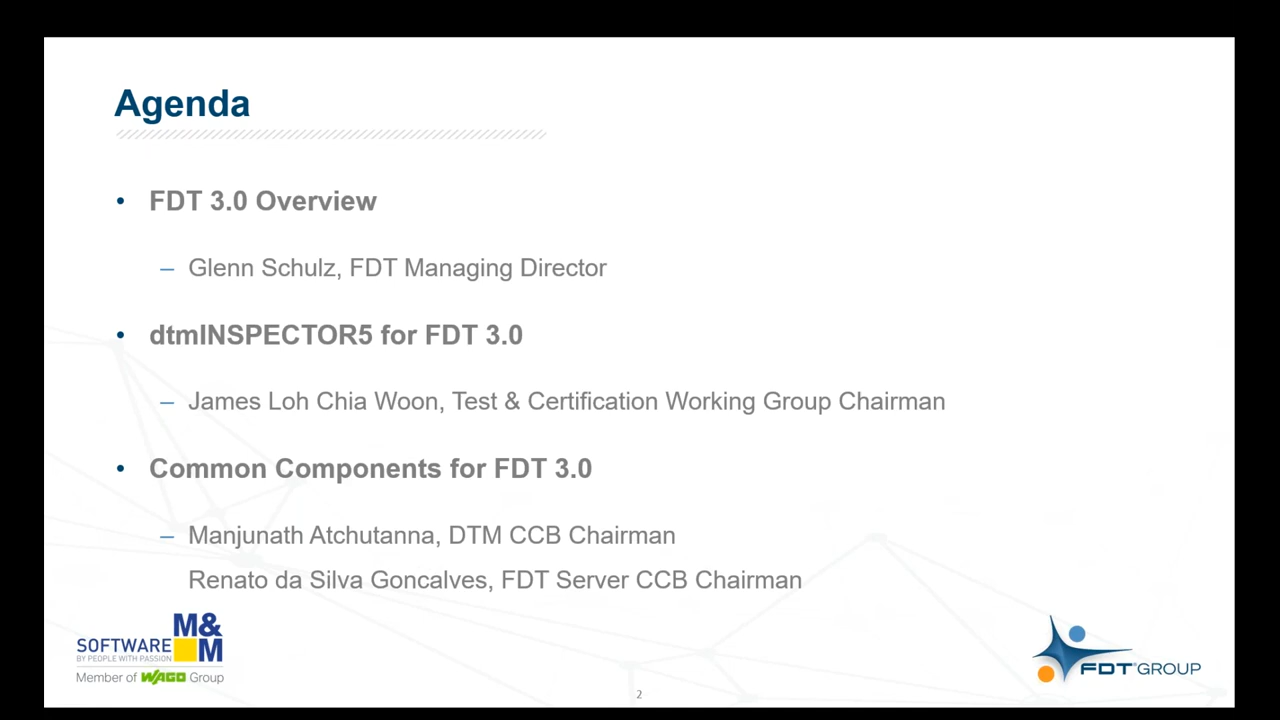 Agenda
• FDT 3.0 Overview
– Glenn Schulz, FDT Managing Director
• dtmINSPECTOR5 for FDT 3.0
– James Loh Chia Woon, Test & Certification Working Group Chairman
• Common Components for FDT 3.0
– Manjunath Atchutanna, DTM CCB Chairman
Renato da Silva Goncalves, FDT Server CCB Chairman
M&M
SOFTWARE
BY PEOPLE WITH PASSION
Member of WAGO Group
FDT® GROUP
2